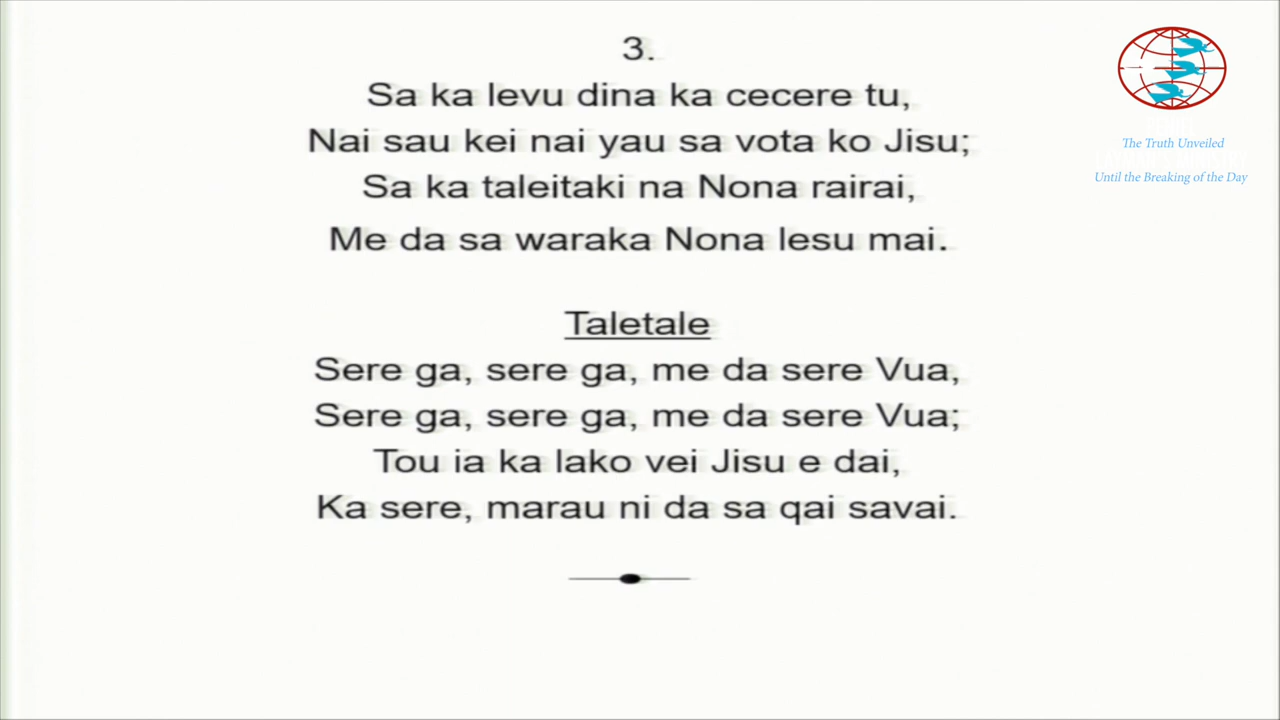 3.
Sa ka levu dina ka cecere tu,
Nai sau kei nai yau sa vota ko Jisu;
Sa ka taleitaki na Nona rairai,
Me da sa waraka Nona lesu mai.
Taletale
Sere ga, sere ga, me da sere Vua,
Sere ga, sere ga, me da sere Vua;
Tou ia ka lako vei Jisu e dai,
Ka sere, marau ni da sa qai savai.
The Truth Unveiled
Until the Breaking of the Day